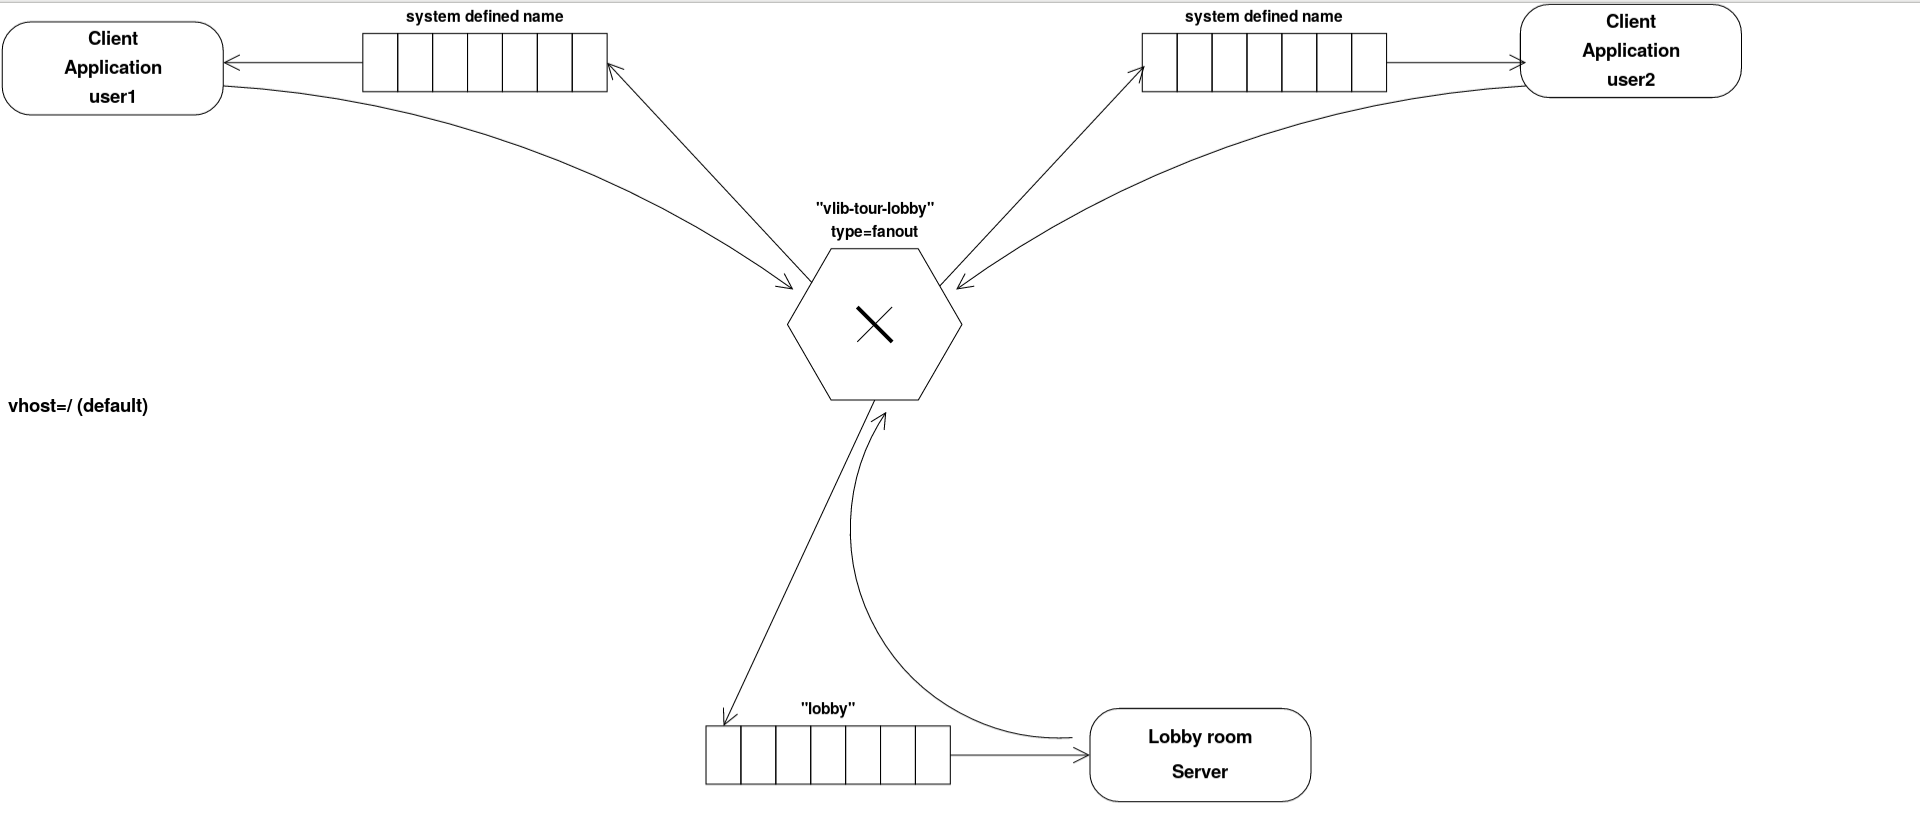 system defined name
system defined name
Client
Application
user1
Client
Application
user2
"vlib-tour-lobby"
type=fanout
vhost=/ (default)
"lobby"
Lobby room
Server